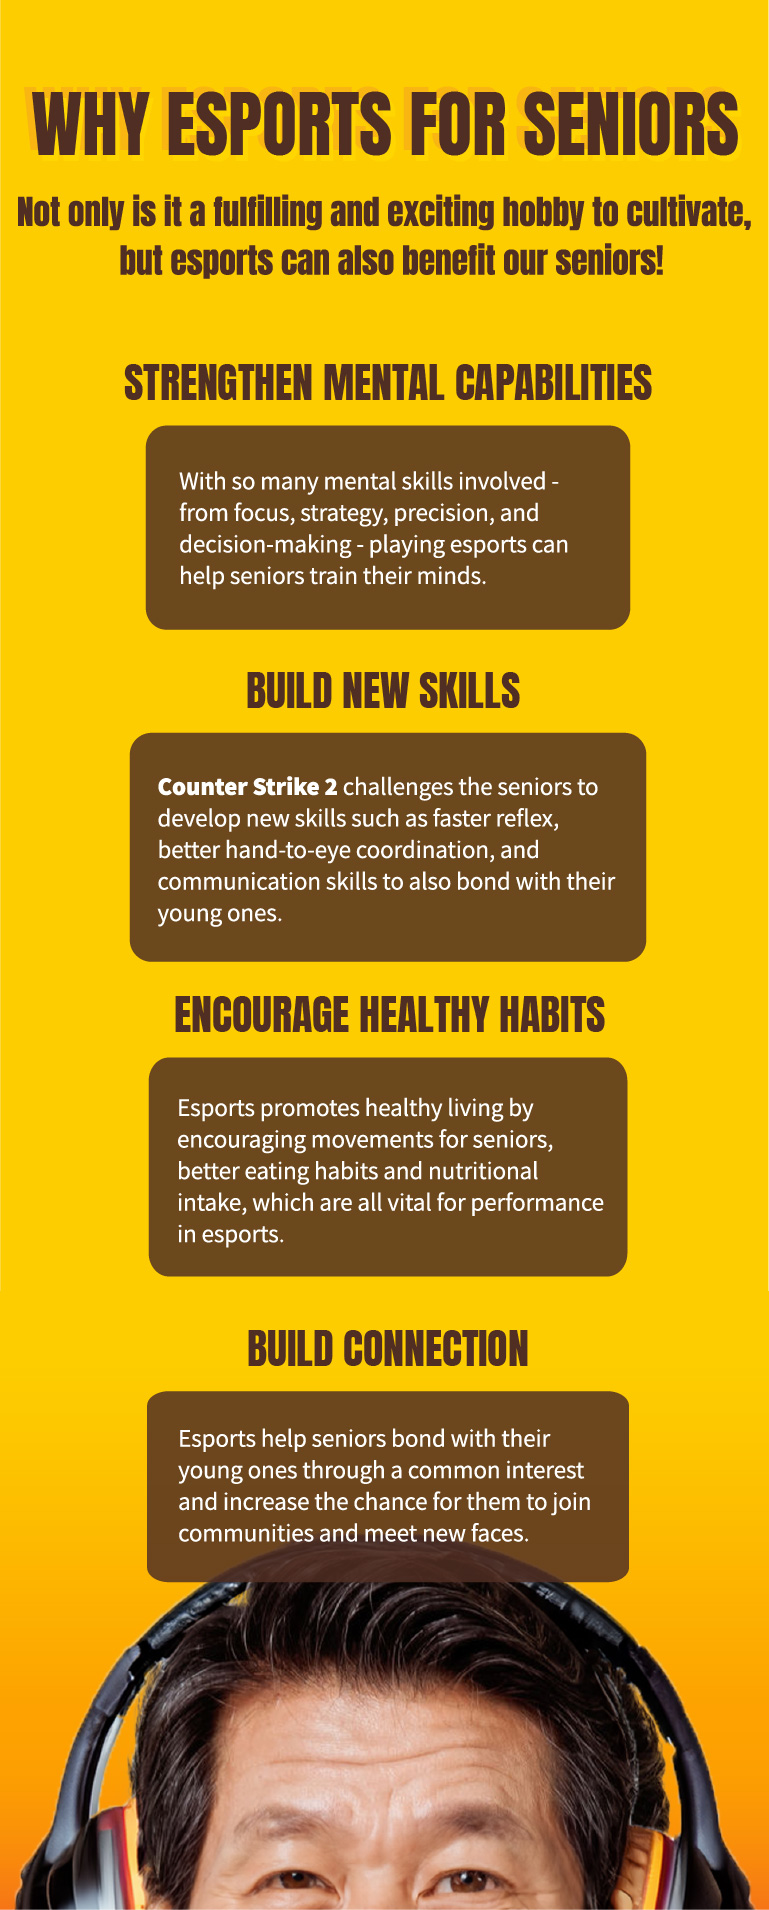 WHY ESPORTS FOR SENIORS
Not only is it a fulfilling and exciting hobby to cultivate,
but esports can also benefit our seniors!
STRENGTHEN MENTAL CAPABILITIES
With so many mental skills involved -
from focus, strategy, precision, and
decision-making - playing esports can
help seniors train their minds.
BUILD NEW SKILLS
Counter Strike 2 challenges the seniors to
develop new skills such as faster reflex,
better hand-to-eye coordination, and
communication skills to also bond with their
young ones.
ENCOURAGE HEALTHY HABITS
Esports promotes healthy living by
encouraging movements for seniors,
better eating habits and nutritional
intake, which are all vital for performance
in esports.
BUILD CONNECTION
Esports help seniors bond with their
young ones through a common interest
and increase the chance for them to join
communities and meet new faces.